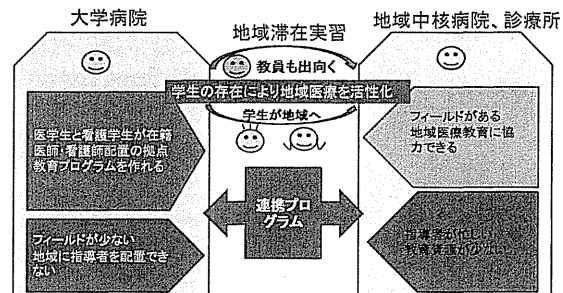 大学病院
地域滞在実習
地域中核病院、診療所
教員も出向く
学生の存在により地域医療を活性化
学生が地域へ
医学生と看護学生が在籍
医師・看護師配置の拠点
教育プログラムを作れる
フィールドがある
地域医療教育に協
力できる
連携プロ
グラム
フィールドが少ない
地域に指導者を配置でき
ない
指導者が忙しい
教育資源が少ない